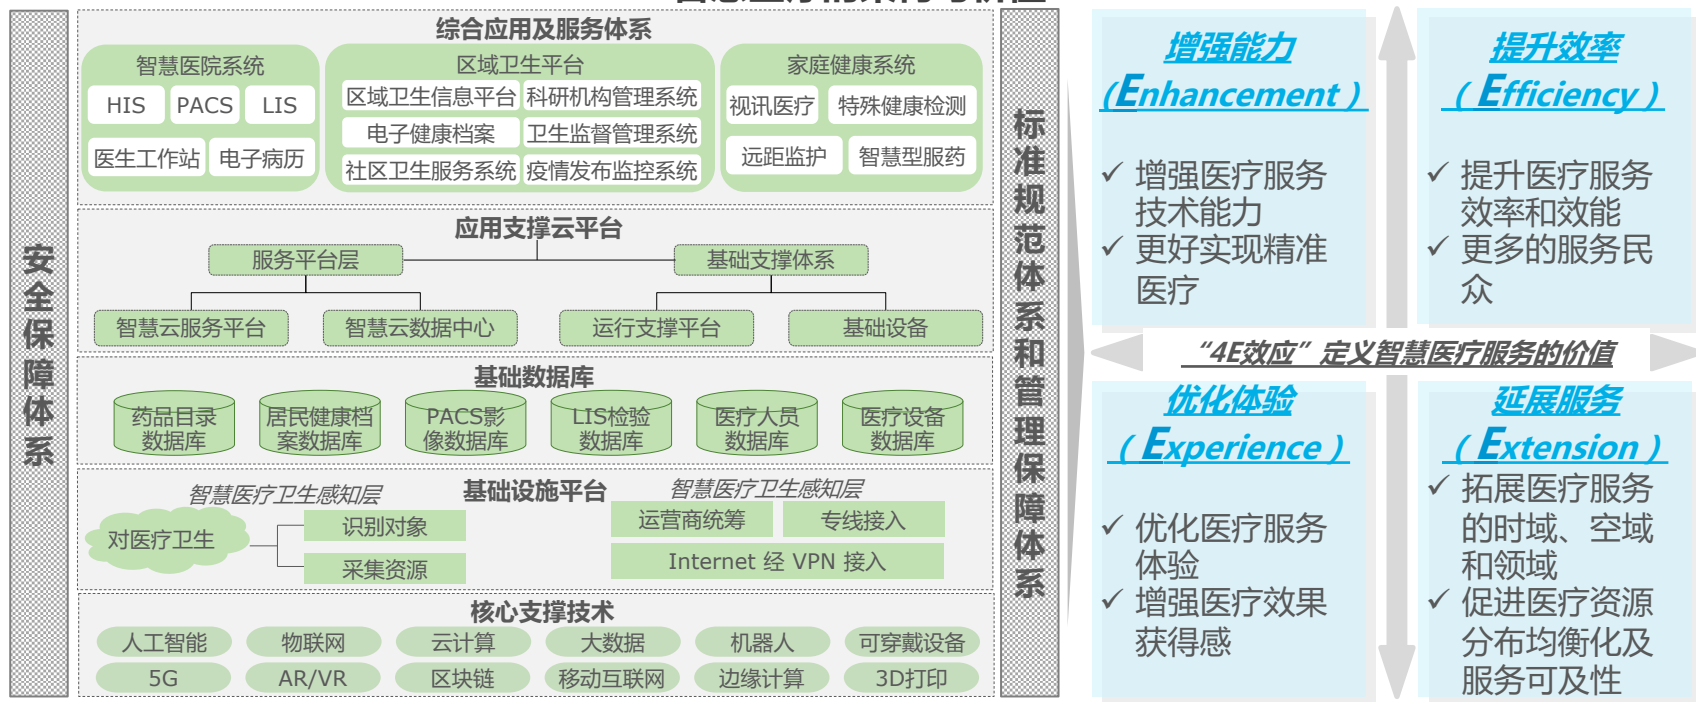 安全保障体系
综合应用及服务体系
智慧医院系统
HIS PACS LIS
医生工作站 电子病历
区域卫生平台
区域卫生信息平台 科研机构管理系统
电子健康档案 卫生监督管理系统
社区卫生服务系统 疫情发布监控系统
家庭健康系统
视讯医疗 特殊健康检测
远距监护 智慧型服药
应用支撑云平台
服务平台层 基础支撑体系
智慧云服务平台 智慧云数据中心 运行支撑平台 基础设备
基础数据库
药品目录
数据库
居民健康档
案数据库
PACS影
像数据库
LIS检验
数据库
医疗人员
数据库
医疗设备
数据库
基础设施平台
智慧医疗卫生感知层
对医疗卫生
识别对象
采集资源
智慧医疗卫生感知层
运营商统筹 专线接入
Internet 经 VPN 接入
核心支撑技术
人工智能 物联网 云计算 大数据 机器人 可穿戴设备
5G AR/VR 区块链 移动互联网 边缘计算 3D打印
标准规范体系和管理保障体系
增强能力
（Enhancement）
✓ 增强医疗服务
技术能力
✓ 更好实现精准
医疗
提升效率
（Efficiency）
✓ 提升医疗服务
效率和效能
✓ 更多的服务民
众
“4E效应”定义智慧医疗服务的价值
优化体验
（Experience）
✓ 优化医疗服务
体验
✓ 增强医疗效果
获得感
延展服务
（Extension）
✓ 拓展医疗服务
的时域、空域
和领域
✓ 促进医疗资源
分布均衡化及
服务可及性